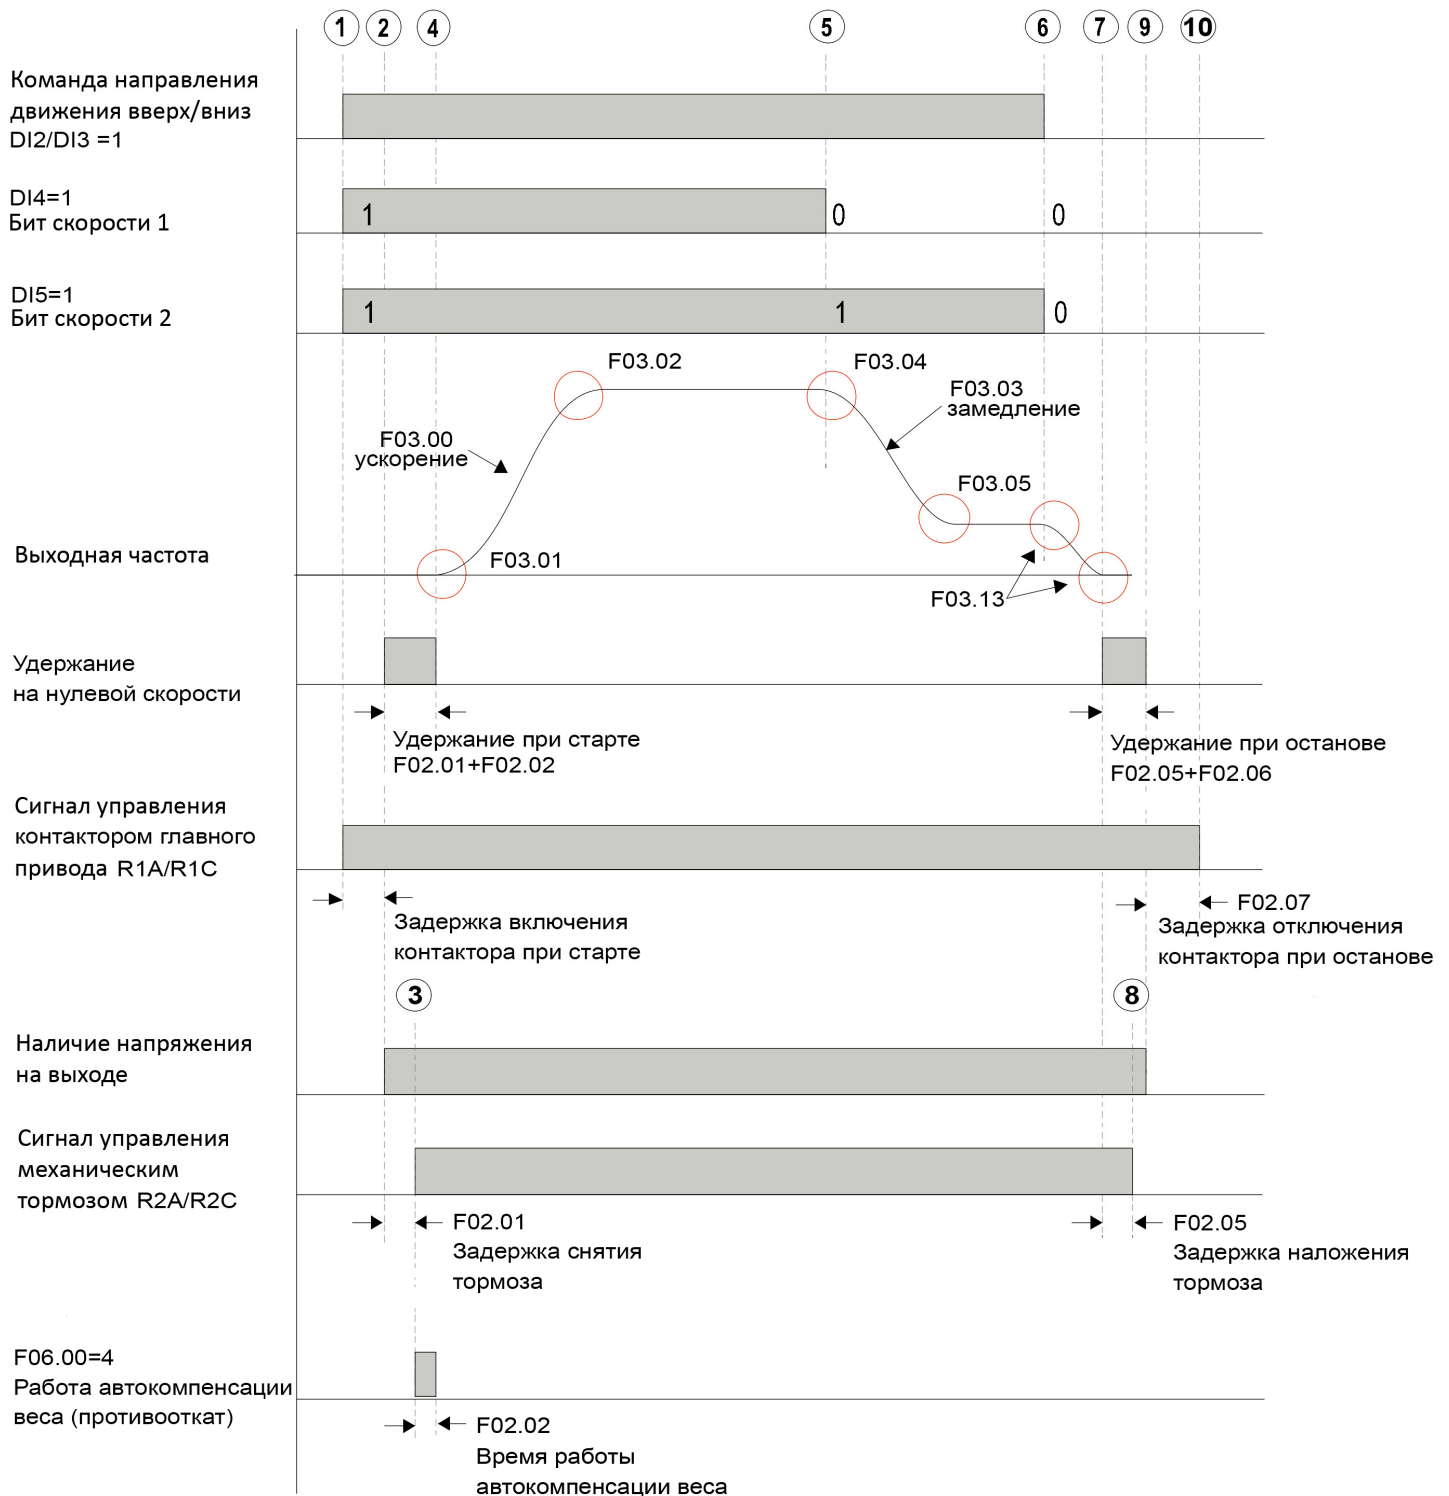 1 2 4 5 6 7 9 10
Команда направления
движения вверх/вниз
DI2/DI3 =1
DI4=1
Бит скорости 1
1 0 0
DI5=1
Бит скорости 2
1 1 0
F03.02
F03.04
F03.03
замедление
F03.00
ускорение
F03.05
Выходная частота
F03.01
F03.13
Удержание
на нулевой скорости
Удержание при старте
F02.01+F02.02
Удержание при останове
F02.05+F02.06
Сигнал управления
контактором главного
привода R1A/R1C
Задержка включения
контактора при старте
F02.07
Задержка отключения
контактора при останове
3 8
Наличие напряжения
на выходе
Сигнал управления
механическим
тормозом R2A/R2C
F02.01
Задержка снятия
тормоза
F02.05
Задержка наложения
тормоза
F06.00=4
Работа автокомпенсации
веса (противооткат)
F02.02
Время работы
автокомпенсации веса